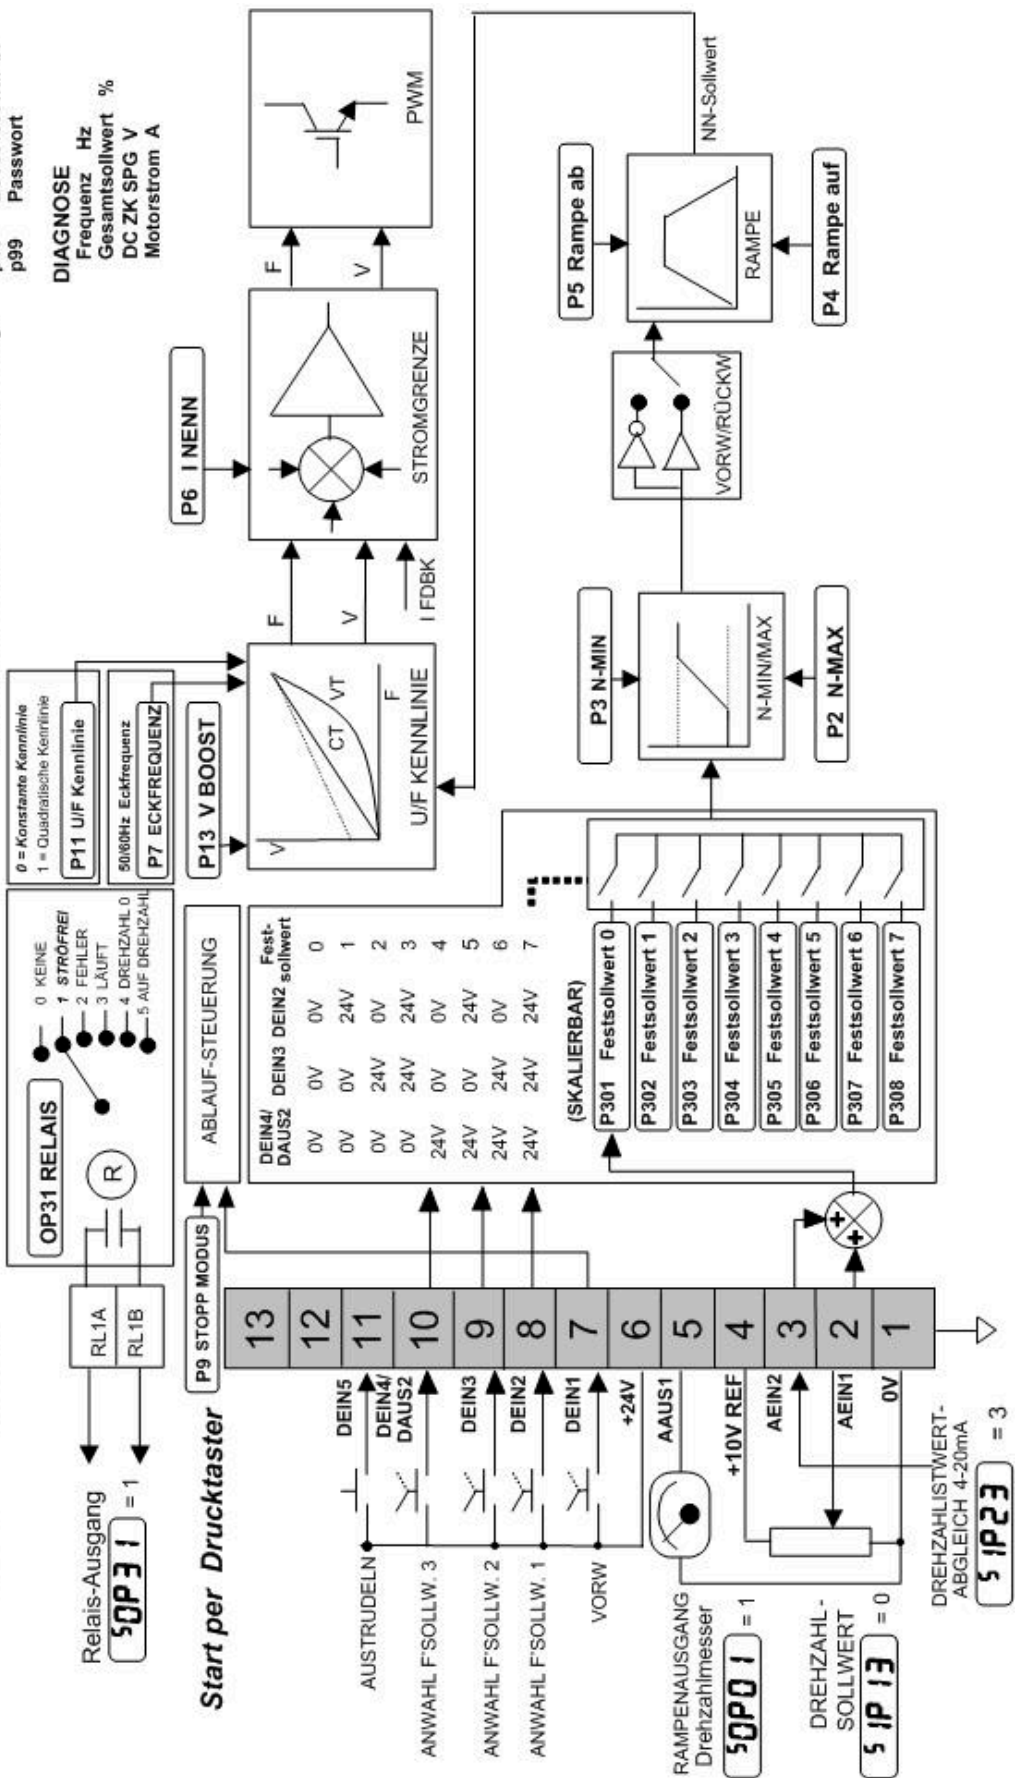 p99 Passwort
DIAGNOSE
Frequenz Hz
Gesamtsollwert %
DC ZK SPG V
Motorstrom A
Relais-Ausgang
SOP31 = 1
RL1A
RL1B
OP31 RELAIS
R
0 KEINE
1 STRÖFREI
2 FEHLER
3 LÄUFT
4 DREHZAHL 0
5 AUF DREHZAHL
0 = Konstante Kennlinie
1 = Quadratische Kennlinie
P11 U/F Kennlinie
50/60Hz Eckfrequenz
P7 ECKFREQUENZ
P13 V BOOST
V
CT
VT
F
U/F KENNLINIE
F
V
I FDBK
P6 I NENN
STROMGRENZE
F
V
PWM
Start per Drucktaster
P9 STOPP MODUS
ABLAUF-STEUERUNG
DEIN4/
DAUS2 DEIN3 DEIN2 Fest-
sollwert
0V 0V 0V 0
0V 0V 24V 1
0V 24V 0V 2
0V 24V 24V 3
24V 0V 0V 4
24V 0V 24V 5
24V 24V 0V 6
24V 24V 24V 7
(SKALIERBAR)
P301 Festsollwert 0
P302 Festsollwert 1
P303 Festsollwert 2
P304 Festsollwert 3
P305 Festsollwert 4
P306 Festsollwert 5
P307 Festsollwert 6
P308 Festsollwert 7
13
12
11
10
9
8
7
6
5
4
3
2
1
AUSTRUDELN
DEIN5
ANWAHL F'SOLLW. 3
DEIN4/
DAUS2
ANWAHL F'SOLLW. 2
DEIN3
ANWAHL F'SOLLW. 1
DEIN2
VORW
DEIN1
+24V
RAMPENAUSGANG
Drehzahlmesser
SOP01 = 1
AAUS1
+10V REF
AEIN2
AEIN1
0V
DREHZAHL -
SOLLWERT
SIP13 = 0
DREHZAHLISTWERT-
ABGLEICH 4-20mA
SIP23 = 3
P3 N-MIN
N-MIN/MAX
P2 N-MAX
VORW/RÜCKW
P5 Rampe ab
RAMPE
P4 Rampe auf
NN-Sollwert